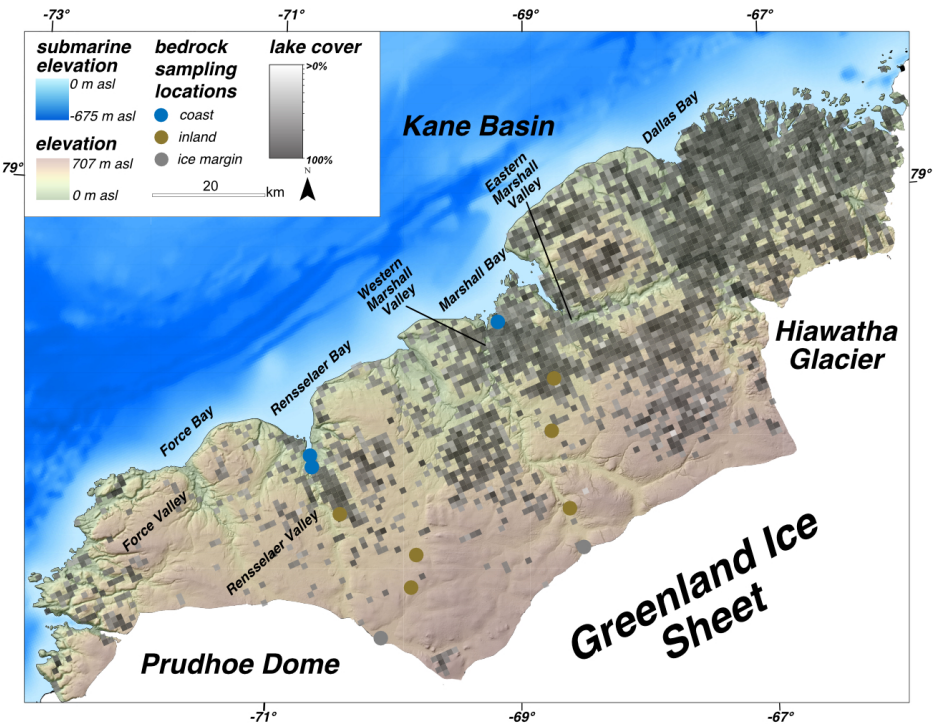 -73°
-71°
-69°
-67°
submarine
elevation
0 m asl
-675 m asl
elevation
707 m asl
0 m asl
bedrock
sampling
locations
coast
inland
ice margin
20
km
lake cover
>0%
100%
N
79°
79°
Kane Basin
Dallas Bay
Eastern
Marshall
Valley
Marshall Bay
Western
Marshall
Valley
Hiawatha
Glacier
Rensselaer Bay
Force Bay
Force Valley
Rensselaer Valley
Greenland Ice
Sheet
Prudhoe Dome
-71°
-69°
-67°